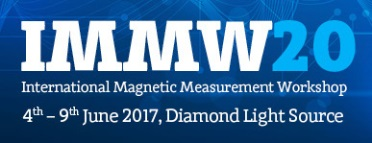 IMMW20
International Magnetic Measurement Workshop
4th – 9th June 2017, Diamond Light Source